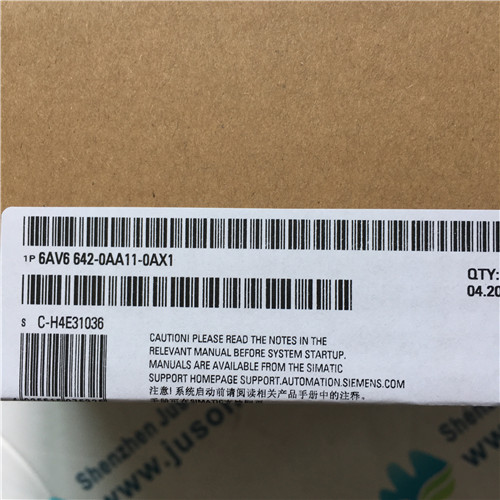 1P 6AV6 642-0AA11-0AX1
QTY:
04.20
S C-H4E31036
CAUTION! PLEASE READ THE NOTES IN THE
RELEVANT MANUAL BEFORE SYSTEM STARTUP.
MANUALS ARE AVAILABLE FROM THE SIMATIC
SUPPORT HOMEPAGE SUPPORT.AUTOMATION.SIEMENS.COM
注意! 系统启动前请阅读相关产品手册中的注释。
Shenzhen
www.juson